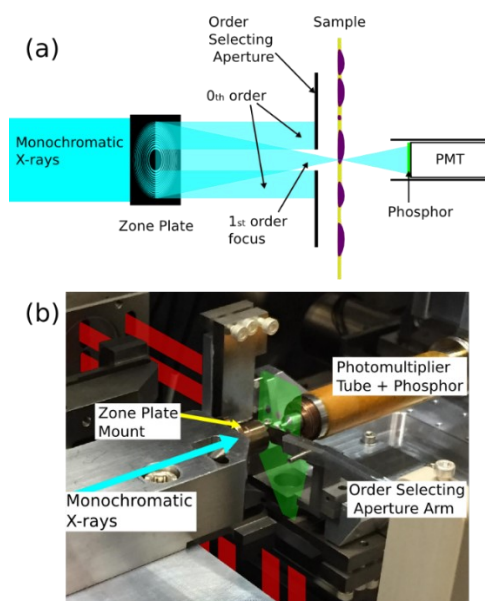 (a)
Order
Selecting
Aperture
Sample
0th order
Monochromatic
X-rays
PMT
Zone Plate
1st order
focus
Phosphor
(b)
Photomultiplier
Tube + Phosphor
Zone Plate
Mount
Monochromatic
X-rays
Order Selecting
Aperture Arm